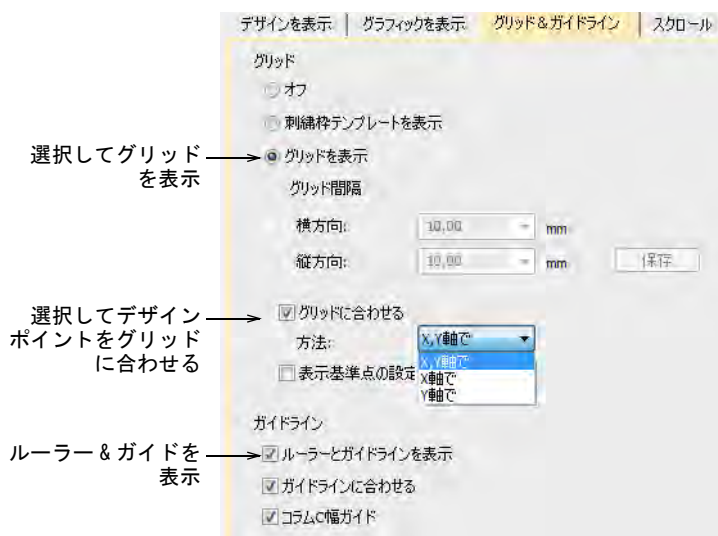 デザインを表示 グラフィックを表示 グリッド&ガイドライン スクロール
グリッド
オフ
刺繍枠テンプレートを表示
選択してグリッド
を表示
グリッドを表示
グリッド間隔
横方向: 10.00 mm
縦方向: 10.00 mm 保存
選択してデザイン
ポイントをグリッド
に合わせる
グリッドに合わせる
方法: X,Y軸で
X,Y軸で
X軸で
Y軸で
表示基準点の設定
ガイドライン
ルーラー&ガイドを
表示
ルーラーとガイドラインを表示
ガイドラインに合わせる
コラムC幅ガイド